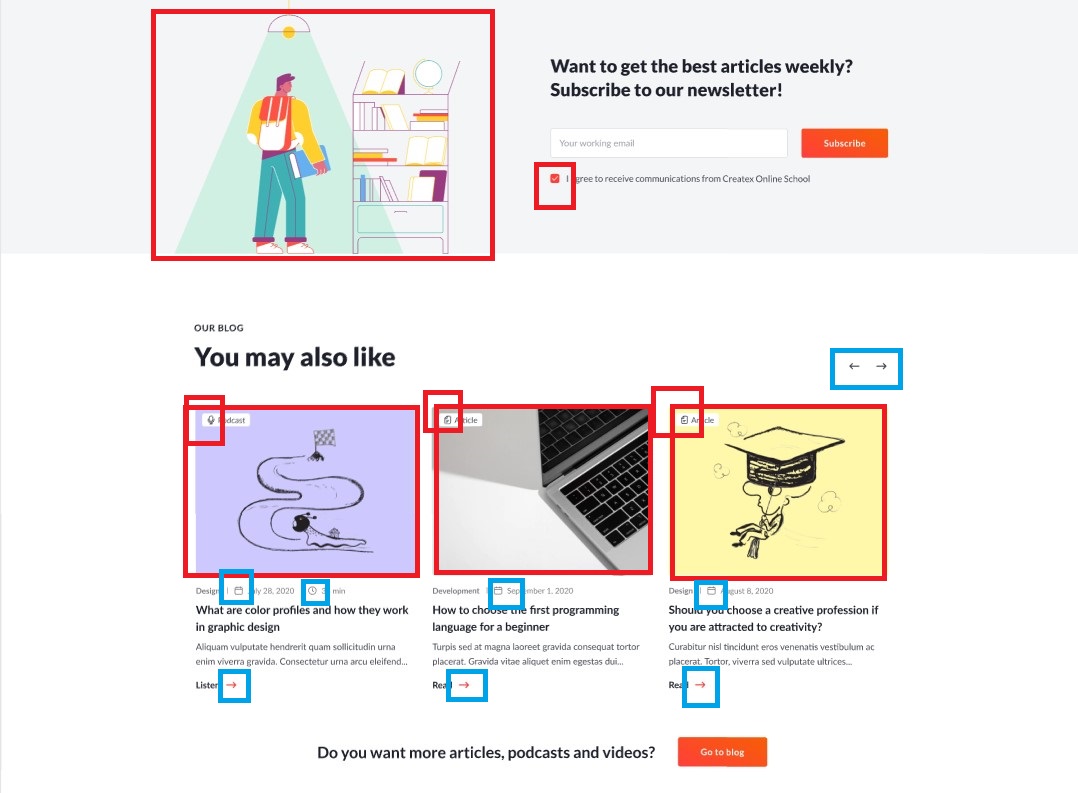 Want to get the best articles weekly?
Subscribe to our newsletter!
Your working email
Subscribe
I agree to receive communications from Createx Online School
OUR BLOG
You may also like
Podcast
Article
Article
Design | July 28, 2020 | min
What are color profiles and how they work
in graphic design
Aliquam vulputate hendrerit quam sollicitudin urna
enim viverra gravida. Consectetur urna arcu eleifend...
Listen
Development | September 1, 2020
How to choose the first programming
language for a beginner
Turpis sed at magna laoreet gravida consequat tortor
placerat. Gravida vitae aliquet enim egestas dui...
Read
Design | August 8, 2020
Should you choose a creative profession if
you are attracted to creativity?
Curabitur nisl tincidunt eros venenatis vestibulum ac
placerat. Tortor, viverra sed vulputate ultrices...
Read
Do you want more articles, podcasts and videos?
Go to blog